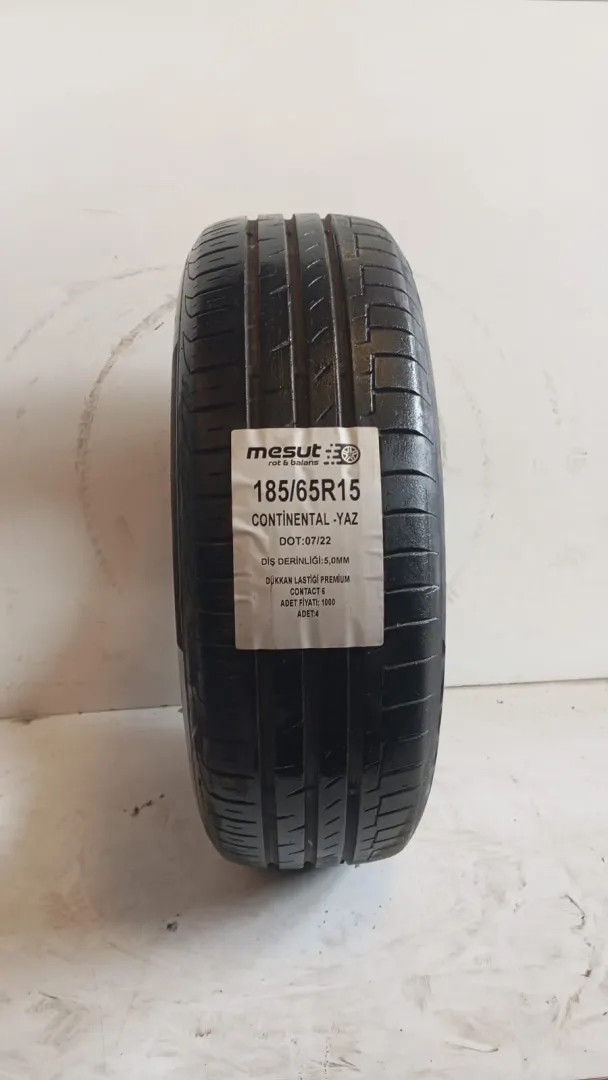 mesut
rot & balans
185/65R15
CONTİNENTAL -YAZ
DOT:07/22
DİŞ DERİNLİĞİ:5,0MM
DÜKKAN LASTİĞİ PREMIUM
CONTACT 6
ADET FİYATI: 1000
ADET:4